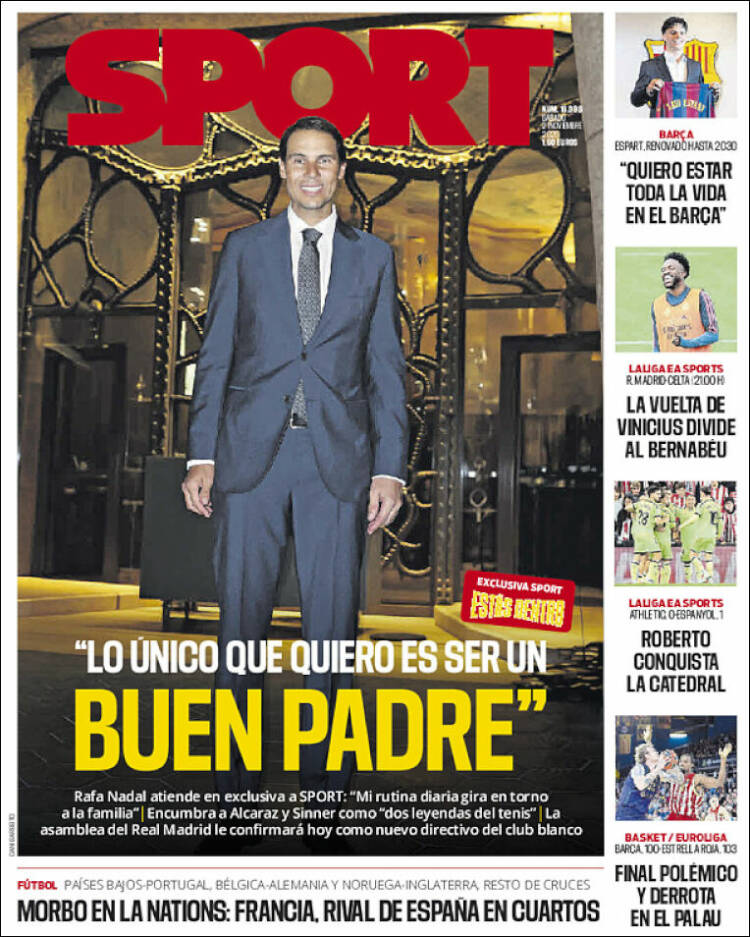 SPORT
SÁBADO
1.60 EUROS
EXCLUSIVA SPORT
ESTÁS DENTRO
“LO ÚNICO QUE QUIERO ES SER UN
BUEN PADRE”
Rafa Nadal atiende en exclusiva a SPORT: “Mi rutina diaria gira en torno
a la familia” | Encumbra a Alcaraz y Sinner como “dos leyendas del tenis” | La
asamblea del Real Madrid le confirmará hoy como nuevo directivo del club blanco
BARÇA
ESPART, RENOVADO HASTA 2030
“QUIERO ESTAR
TODA LA VIDA
EN EL BARÇA”
LALIGA EA SPORTS
R. MADRID-CELTA (21.00 H)
LA VUELTA DE
VINICIUS DIVIDE
AL BERNABÉU
LALIGA EA SPORTS
ATHLETIC, 0-ESPANYOL, 1
ROBERTO
CONQUISTA
LA CATEDRAL
BASKET / EUROLIGA
BARÇA, 100-ESTRELLA ROJA, 103
FINAL POLÉMICO
Y DERROTA
EN EL PALAU
FÚTBOL PAÍSES BAJOS-PORTUGAL, BÉLGICA-ALEMANIA Y NORUEGA-INGLATERRA, RESTO DE CRUCES
MORBO EN LA NATIONS: FRANCIA, RIVAL DE ESPAÑA EN CUARTOS